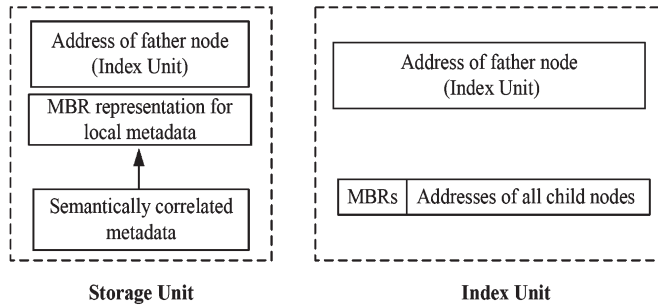 Address of father node
(Index Unit)
MBR representation for
local metadata
Semantically correlated
metadata
Storage Unit
Address of father node
(Index Unit)
MBRs Addresses of all child nodes
Index Unit